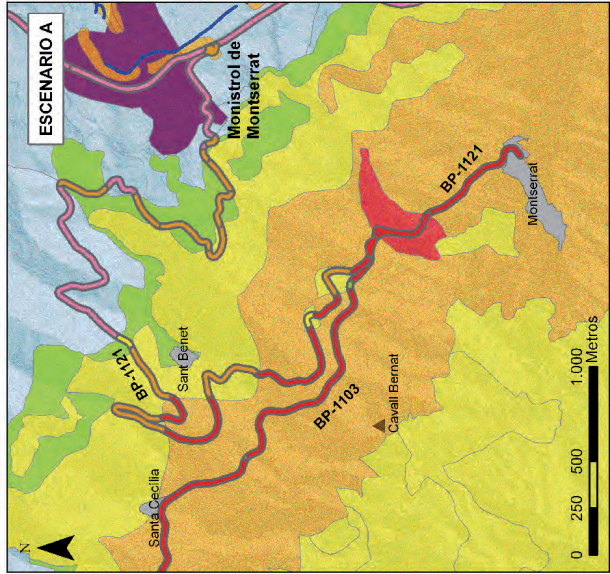 ESCENARIO A
N
Monistrol de
Montserrat
BP-1121
Sant Benet
BP-1121
Montserrat
BP-1103
Cavall Bernat
Santa Cecília
0 250 500 1.000
Metros